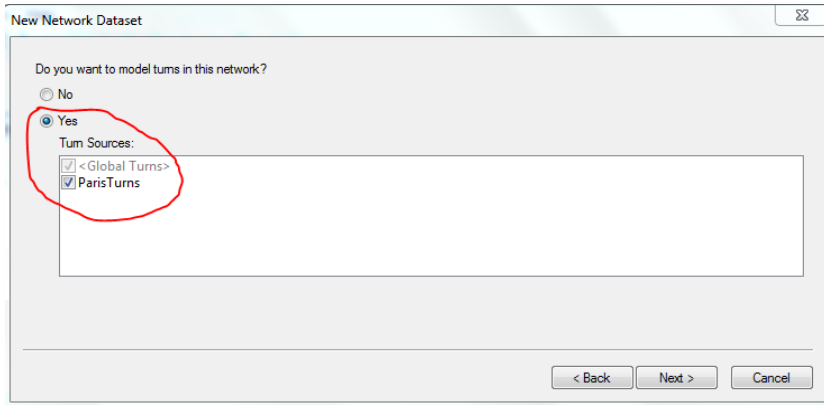 New Network Dataset
Do you want to model turns in this network?
No
Yes
Turn Sources:
<Global Turns>
ParisTurns
< Back
Next >
Cancel